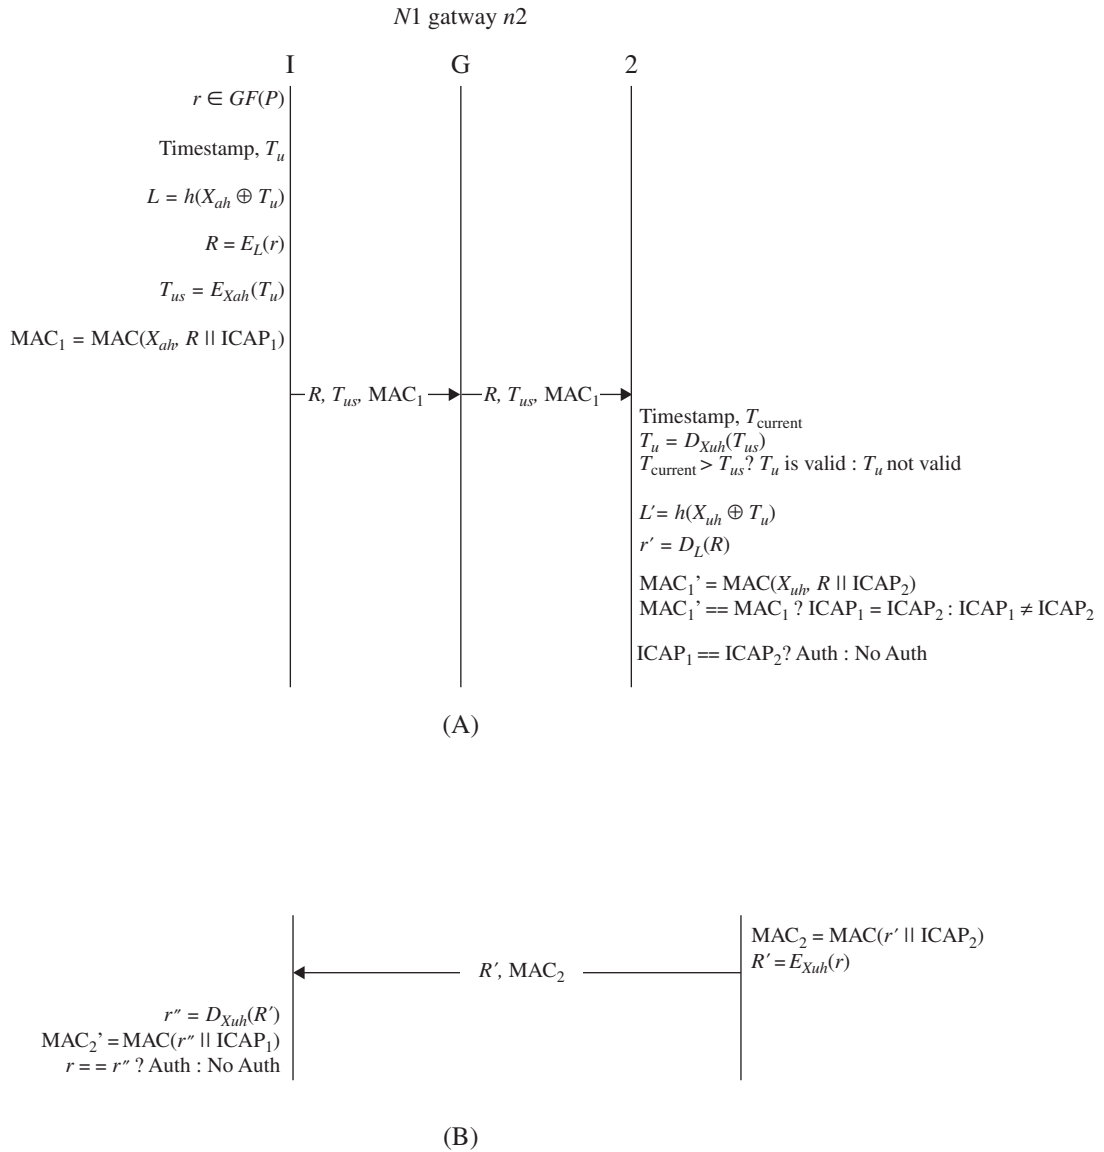 N1 gatway n2
I G 2
r ∈ GF(P)
Timestamp, T_u
L = h(X_ah ⊕ T_u)
R = E_L(r)
T_us = E_Xah(T_u)
MAC_1 = MAC(X_ah, R || ICAP_1)
R, T_us, MAC_1 R, T_us, MAC_1
Timestamp, T_current
T_u = D_Xuh(T_us)
T_current > T_us? T_u is valid : T_u not valid
L′ = h(X_uh ⊕ T_u)
r′ = D_L(R)
MAC_1’ = MAC(X_uh, R || ICAP_2)
MAC_1’ == MAC_1 ? ICAP_1 = ICAP_2 : ICAP_1 ≠ ICAP_2
ICAP_1 == ICAP_2? Auth : No Auth
(A)
MAC_2 = MAC(r′ || ICAP_2)
R′ = E_Xuh(r)
R′, MAC_2
r″ = D_Xuh(R′)
MAC_2’ = MAC(r″ || ICAP_1)
r = = r″ ? Auth : No Auth
(B)